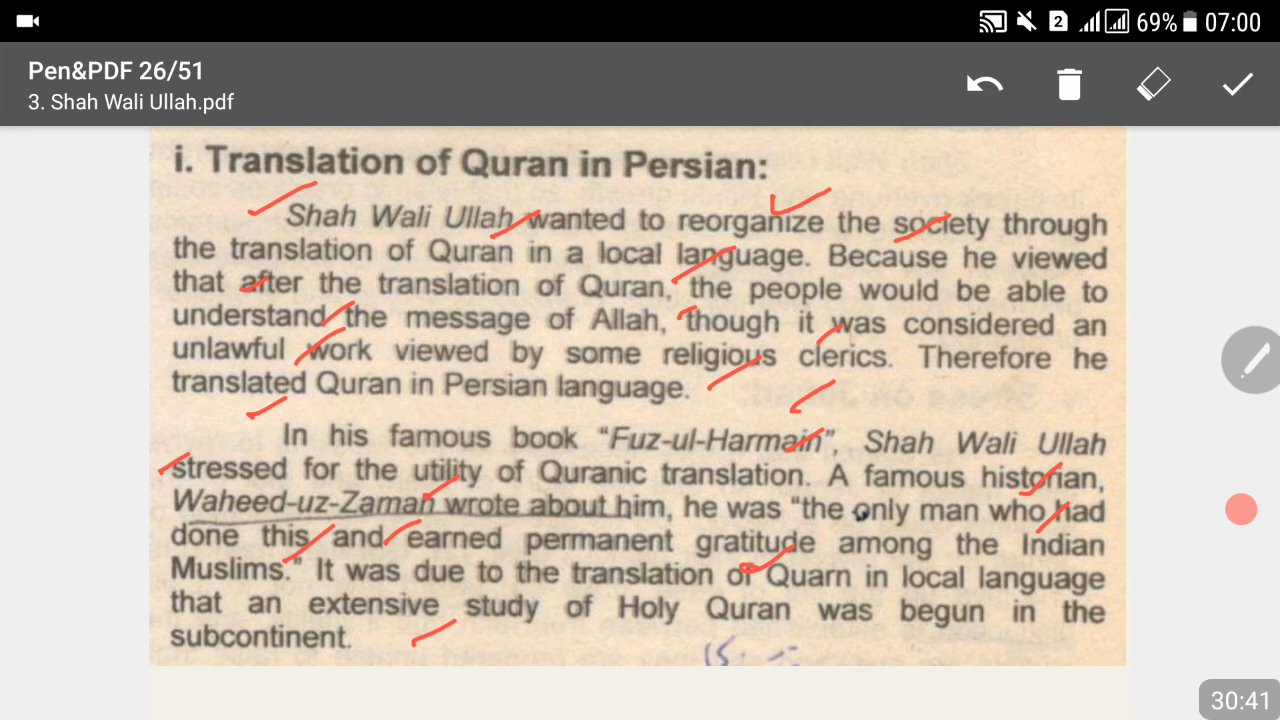 2 69% 07:00
Pen&PDF 26/51
3. Shah Wali Ullah.pdf
i. Translation of Quran in Persian:
Shah Wali Ullah wanted to reorganize the society through
the translation of Quran in a local language. Because he viewed
that after the translation of Quran, the people would be able to
understand the message of Allah, though it was considered an
unlawful work viewed by some religious clerics. Therefore he
translated Quran in Persian language.
In his famous book “Fuz-ul-Harmain”, Shah Wali Ullah
stressed for the utility of Quranic translation. A famous historian,
Waheed-uz-Zaman wrote about him, he was “the only man who had
done this and earned permanent gratitude among the Indian
Muslims.” It was due to the translation of Quarn in local language
that an extensive study of Holy Quran was begun in the
subcontinent.
30:41